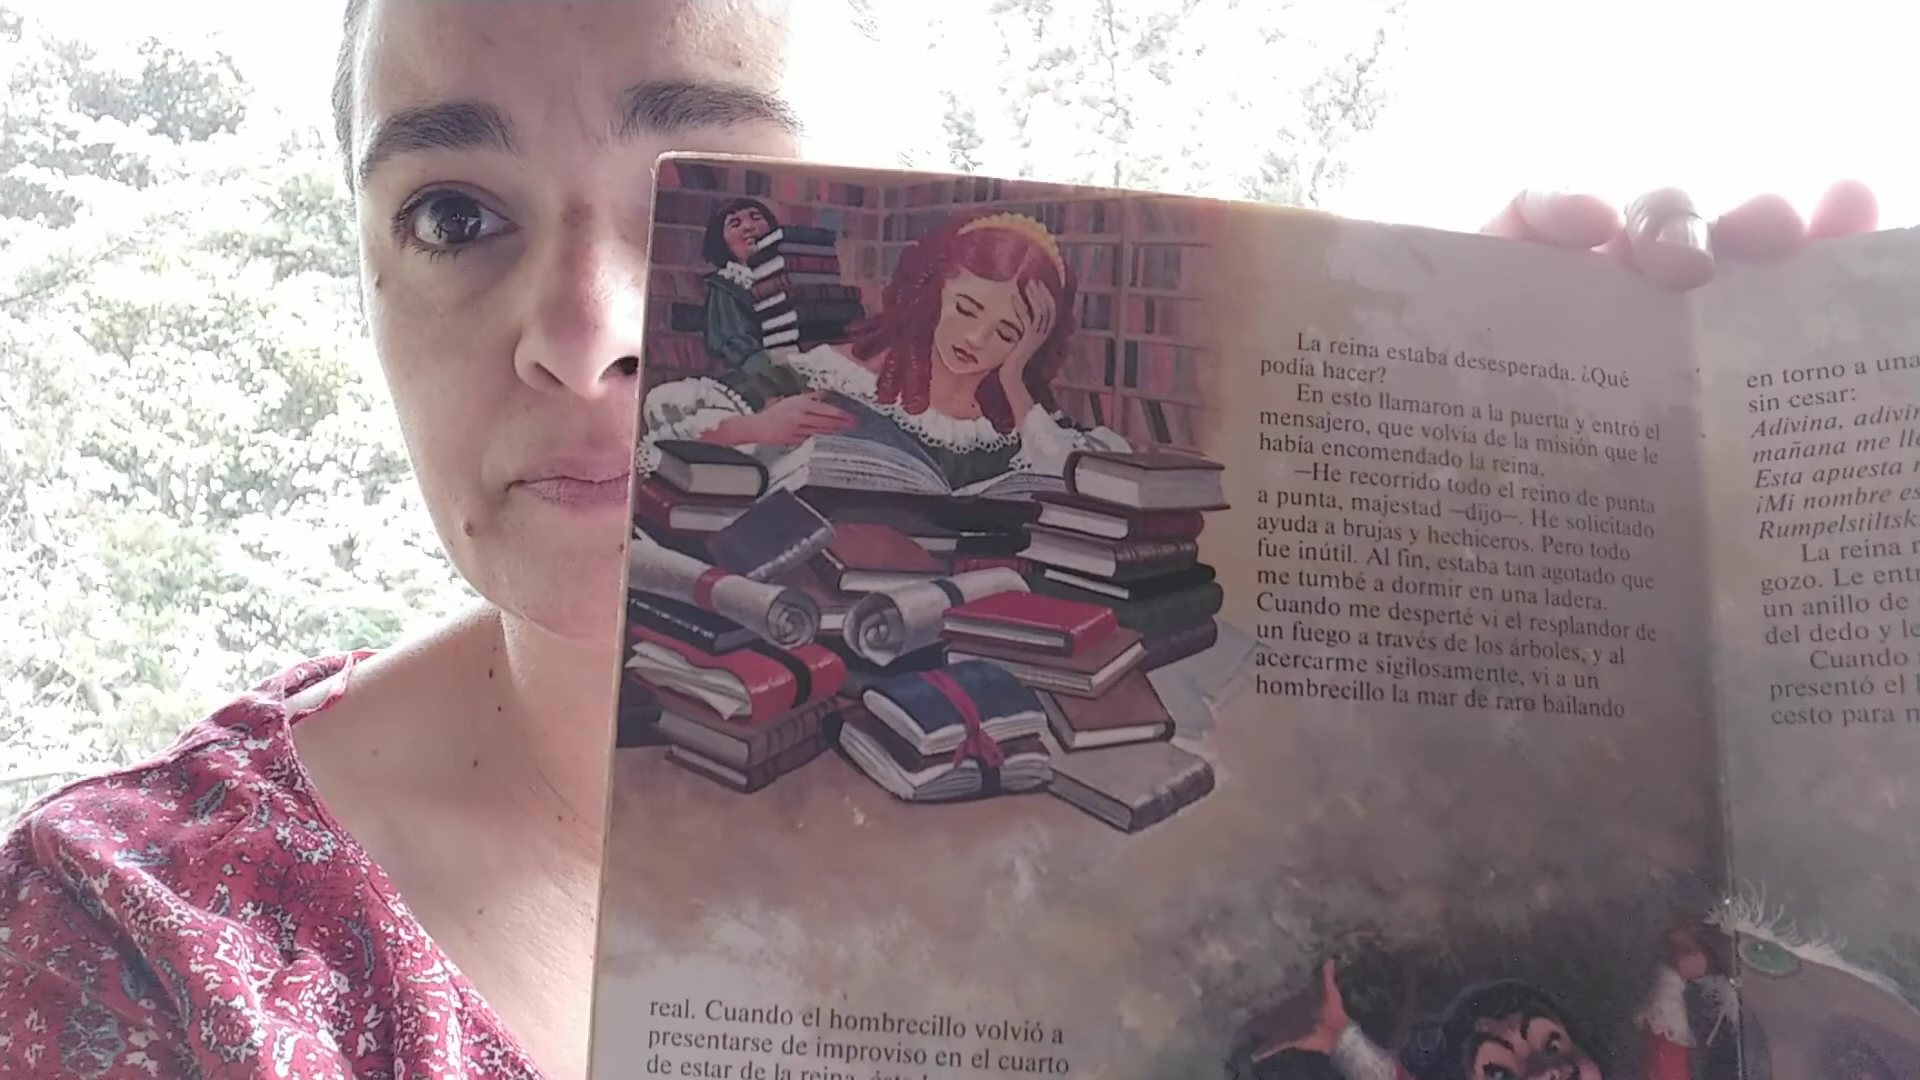 real. Cuando el hombrecillo volvió a
presentarse de improviso en el cuarto
de estar de la reina,
La reina estaba desesperada. ¿Qué
podía hacer?
En esto llamaron a la puerta y entró el
mensajero, que volvía de la misión que le
había encomendado la reina.
—He recorrido todo el reino de punta
a punta, majestad —dijo—. He solicitado
ayuda a brujas y hechiceros. Pero todo
fue inútil. Al fin, estaba tan agotado que
me tumbé a dormir en una ladera.
Cuando me desperté vi el resplandor de
un fuego a través de los árboles, y al
acercarme sigilosamente, vi a un
hombrecillo la mar de raro bailando
en torno a una
sin cesar:
Adivina,
mañana me
Esta apuesta
¡Mi nombre
La reina
gozo. Le
un anillo de
del dedo y
Cuando
presentó el
cesto para